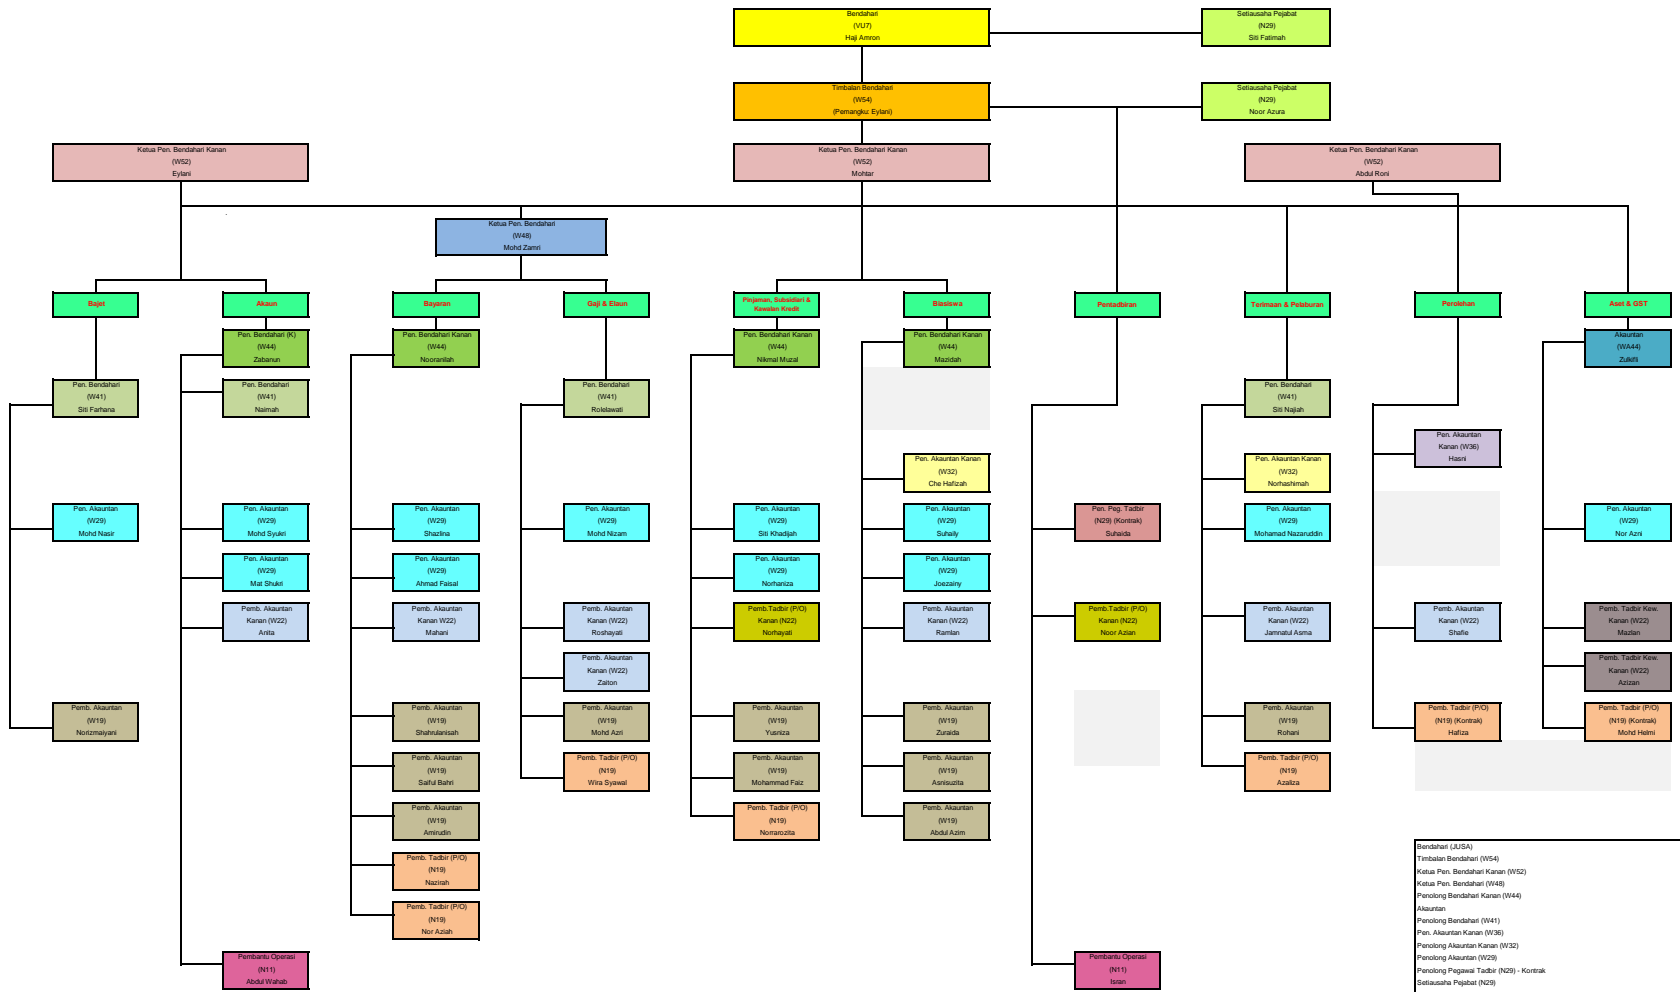 Bendahari
(VU7)
Haji Amron
Setiausaha Pejabat
(N29)
Siti Fatimah
Timbalan Bendahari
(W54)
(Pemangku: Eylani)
Setiausaha Pejabat
(N29)
Noor Azura
Ketua Pen. Bendahari Kanan
(W52)
Eylani
Ketua Pen. Bendahari Kanan
(W52)
Mohtar
Ketua Pen. Bendahari Kanan
(W52)
Abdul Roni
Ketua Pen. Bendahari
(W48)
Mohd Zamri
Bajet
Akaun
Bayaran
Gaji & Elaun
Pinjaman, Subsidiari &
Kawalan Kredit
Biasiswa
Pentadbiran
Terimaan & Pelaburan
Perolehan
Aset & GST
Pen. Bendahari (K)
(W44)
Zabanun
Pen. Bendahari Kanan
(W44)
Nooranilah
Pen. Bendahari Kanan
(W44)
Nikmal Muzal
Pen. Bendahari Kanan
(W44)
Mazidah
Akauntan
(WA44)
Zulkifli
Pen. Bendahari
(W41)
Siti Farhana
Pen. Bendahari
(W41)
Naimah
Pen. Bendahari
(W41)
Rolelawati
Pen. Bendahari
(W41)
Siti Najiah
Pen. Akauntan
Kanan (W36)
Hasni
Pen. Akauntan Kanan
(W32)
Che Hafizah
Pen. Akauntan Kanan
(W32)
Norhashimah
Pen. Akauntan
(W29)
Mohd Nasir
Pen. Akauntan
(W29)
Mohd Syukri
Pen. Akauntan
(W29)
Shazlina
Pen. Akauntan
(W29)
Mohd Nizam
Pen. Akauntan
(W29)
Siti Khadijah
Pen. Akauntan
(W29)
Suhaily
Pen. Peg. Tadbir
(N29) (Kontrak)
Suhaida
Pen. Akauntan
(W29)
Mohamad Nazaruddin
Pen. Akauntan
(W29)
Nor Azni
Pen. Akauntan
(W29)
Mat Shukri
Pen. Akauntan
(W29)
Ahmad Faisal
Pen. Akauntan
(W29)
Norhaniza
Pen. Akauntan
(W29)
Joezainy
Pemb. Akauntan
Kanan (W22)
Anita
Pemb. Akauntan
Kanan W22)
Mahani
Pemb. Akauntan
Kanan (W22)
Roshayati
Pemb.Tadbir (P/O)
Kanan (N22)
Norhayati
Pemb. Akauntan
Kanan (W22)
Ramlan
Pemb.Tadbir (P/O)
Kanan (N22)
Noor Azian
Pemb. Akauntan
Kanan (W22)
Jamnatul Asma
Pemb. Akauntan
Kanan (W22)
Shafie
Pemb. Tadbir Kew.
Kanan (W22)
Mazlan
Pemb. Akauntan
Kanan (W22)
Zaiton
Pemb. Tadbir Kew.
Kanan (W22)
Azizan
Pemb. Akauntan
(W19)
Norizmaiyani
Pemb. Akauntan
(W19)
Shahrulanisah
Pemb. Akauntan
(W19)
Mohd Azri
Pemb. Akauntan
(W19)
Yusniza
Pemb. Akauntan
(W19)
Zuraida
Pemb. Akauntan
(W19)
Rohani
Pemb. Tadbir (P/O)
(N19) (Kontrak)
Hafiza
Pemb. Tadbir (P/O)
(N19) (Kontrak)
Mohd Helmi
Pemb. Akauntan
(W19)
Saiful Bahri
Pemb. Tadbir (P/O)
(N19)
Wira Syawal
Pemb. Akauntan
(W19)
Mohammad Faiz
Pemb. Akauntan
(W19)
Asnisuzita
Pemb. Tadbir (P/O)
(N19)
Azaliza
Pemb. Akauntan
(W19)
Amirudin
Pemb. Tadbir (P/O)
(N19)
Norrarozita
Pemb. Akauntan
(W19)
Abdul Azim
Pemb. Tadbir (P/O)
(N19)
Nazirah
Pemb. Tadbir (P/O)
(N19)
Nor Aziah
Pembantu Operasi
(N11)
Abdul Wahab
Pembantu Operasi
(N11)
Isran
Bendahari (JUSA)
Timbalan Bendahari (W54)
Ketua Pen. Bendahari Kanan (W52)
Ketua Pen. Bendahari (W48)
Penolong Bendahari Kanan (W44)
Akauntan
Penolong Bendahari (W41)
Pen. Akauntan Kanan (W36)
Penolong Akauntan Kanan (W32)
Penolong Akauntan (W29)
Penolong Pegawai Tadbir (N29) - Kontrak
Setiausaha Pejabat (N29)